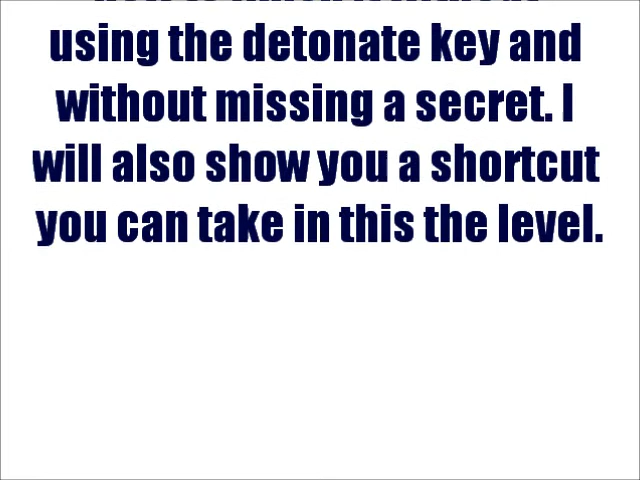 using the detonate key and
without missing a secret. I
will also show you a shortcut
you can take in this the level.